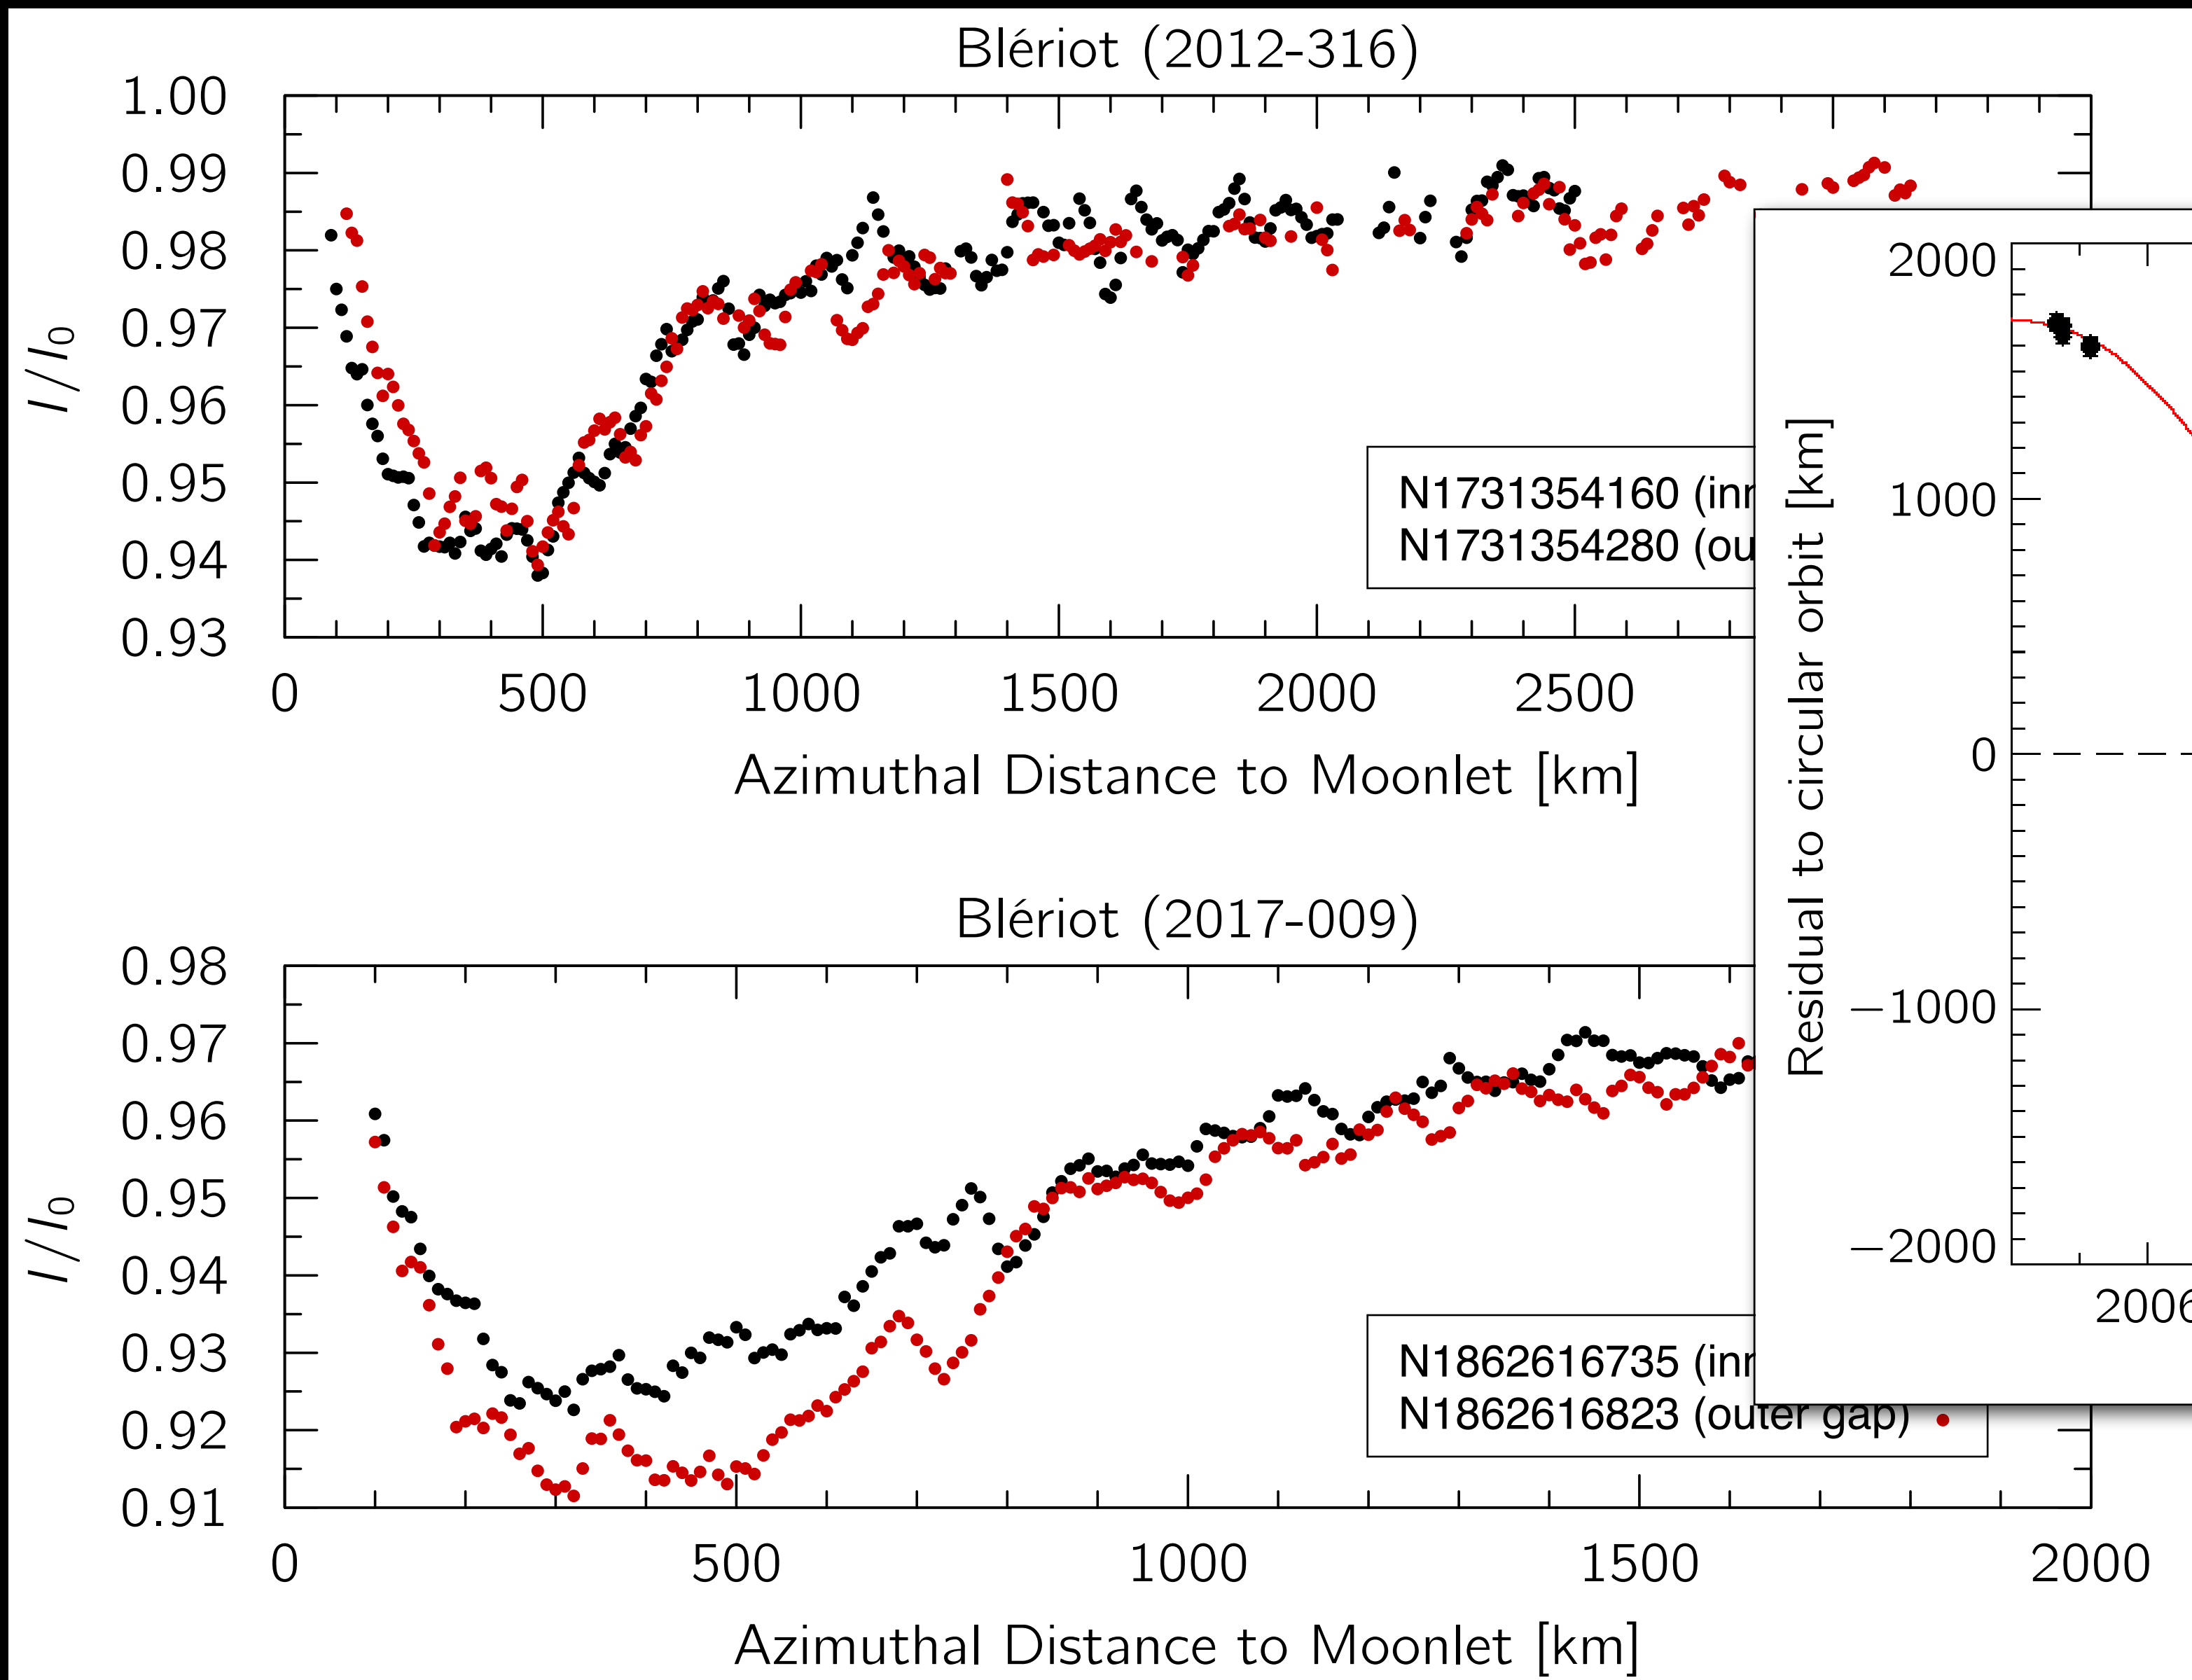 Blériot (2012-316)
1.00
0.99
0.98
0.97
0.96
0.95
0.94
0.93
I/I0
N1731354160
N1731354280
0
500
1000
1500
2000
2500
Azimuthal Distance to Moonlet [km]
Blériot (2017-009)
0.98
0.97
0.96
0.95
0.94
0.93
0.92
0.91
I/I0
N1862616735
N1862616823 (outer gap)
0
500
1000
1500
2000
Azimuthal Distance to Moonlet [km]
Residual to circular orbit [km]
2000
1000
0
−1000
−2000